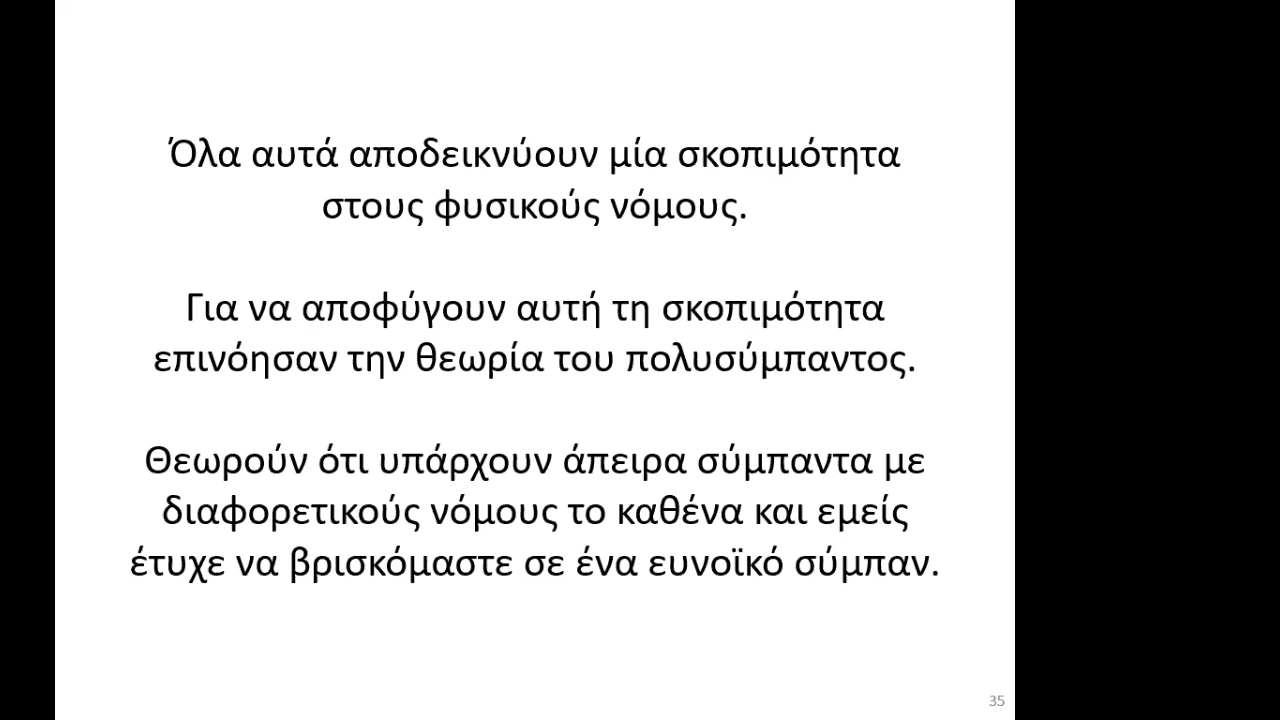 Όλα αυτά αποδεικνύουν μία σκοπιμότητα
στους φυσικούς νόμους.
Για να αποφύγουν αυτή τη σκοπιμότητα
επινόησαν την θεωρία του πολυσύμπαντος.
Θεωρούν ότι υπάρχουν άπειρα σύμπαντα με
διαφορετικούς νόμους το καθένα και εμείς
έτυχε να βρισκόμαστε σε ένα ευνοϊκό σύμπαν.
35